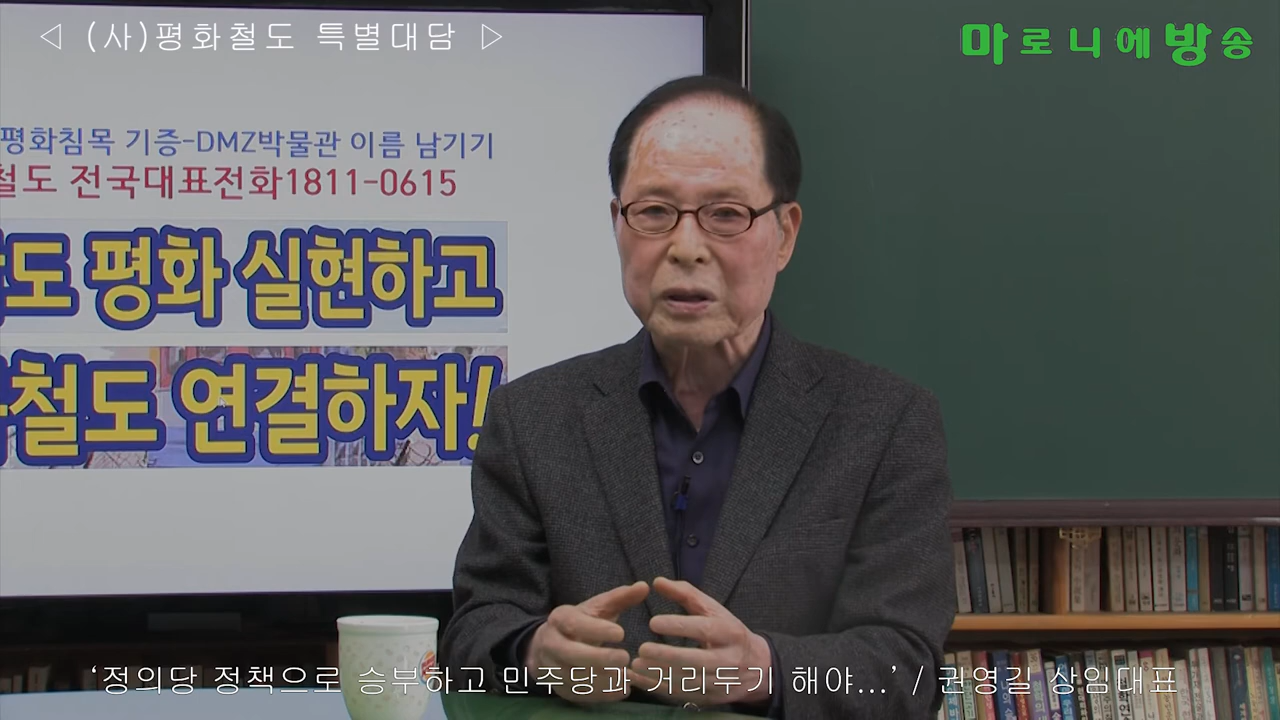 ◁ (사)평화철도 특별대담 ▷
마로니에방송
평화침목 기증-DMZ박물관 이름 남기기
철도 전국대표전화1811-0615
도 평화 실현하고
철도 연결하자!
‘정의당 정책으로 승부하고 민주당과 거리두기 해야...’ / 권영길 상임대표